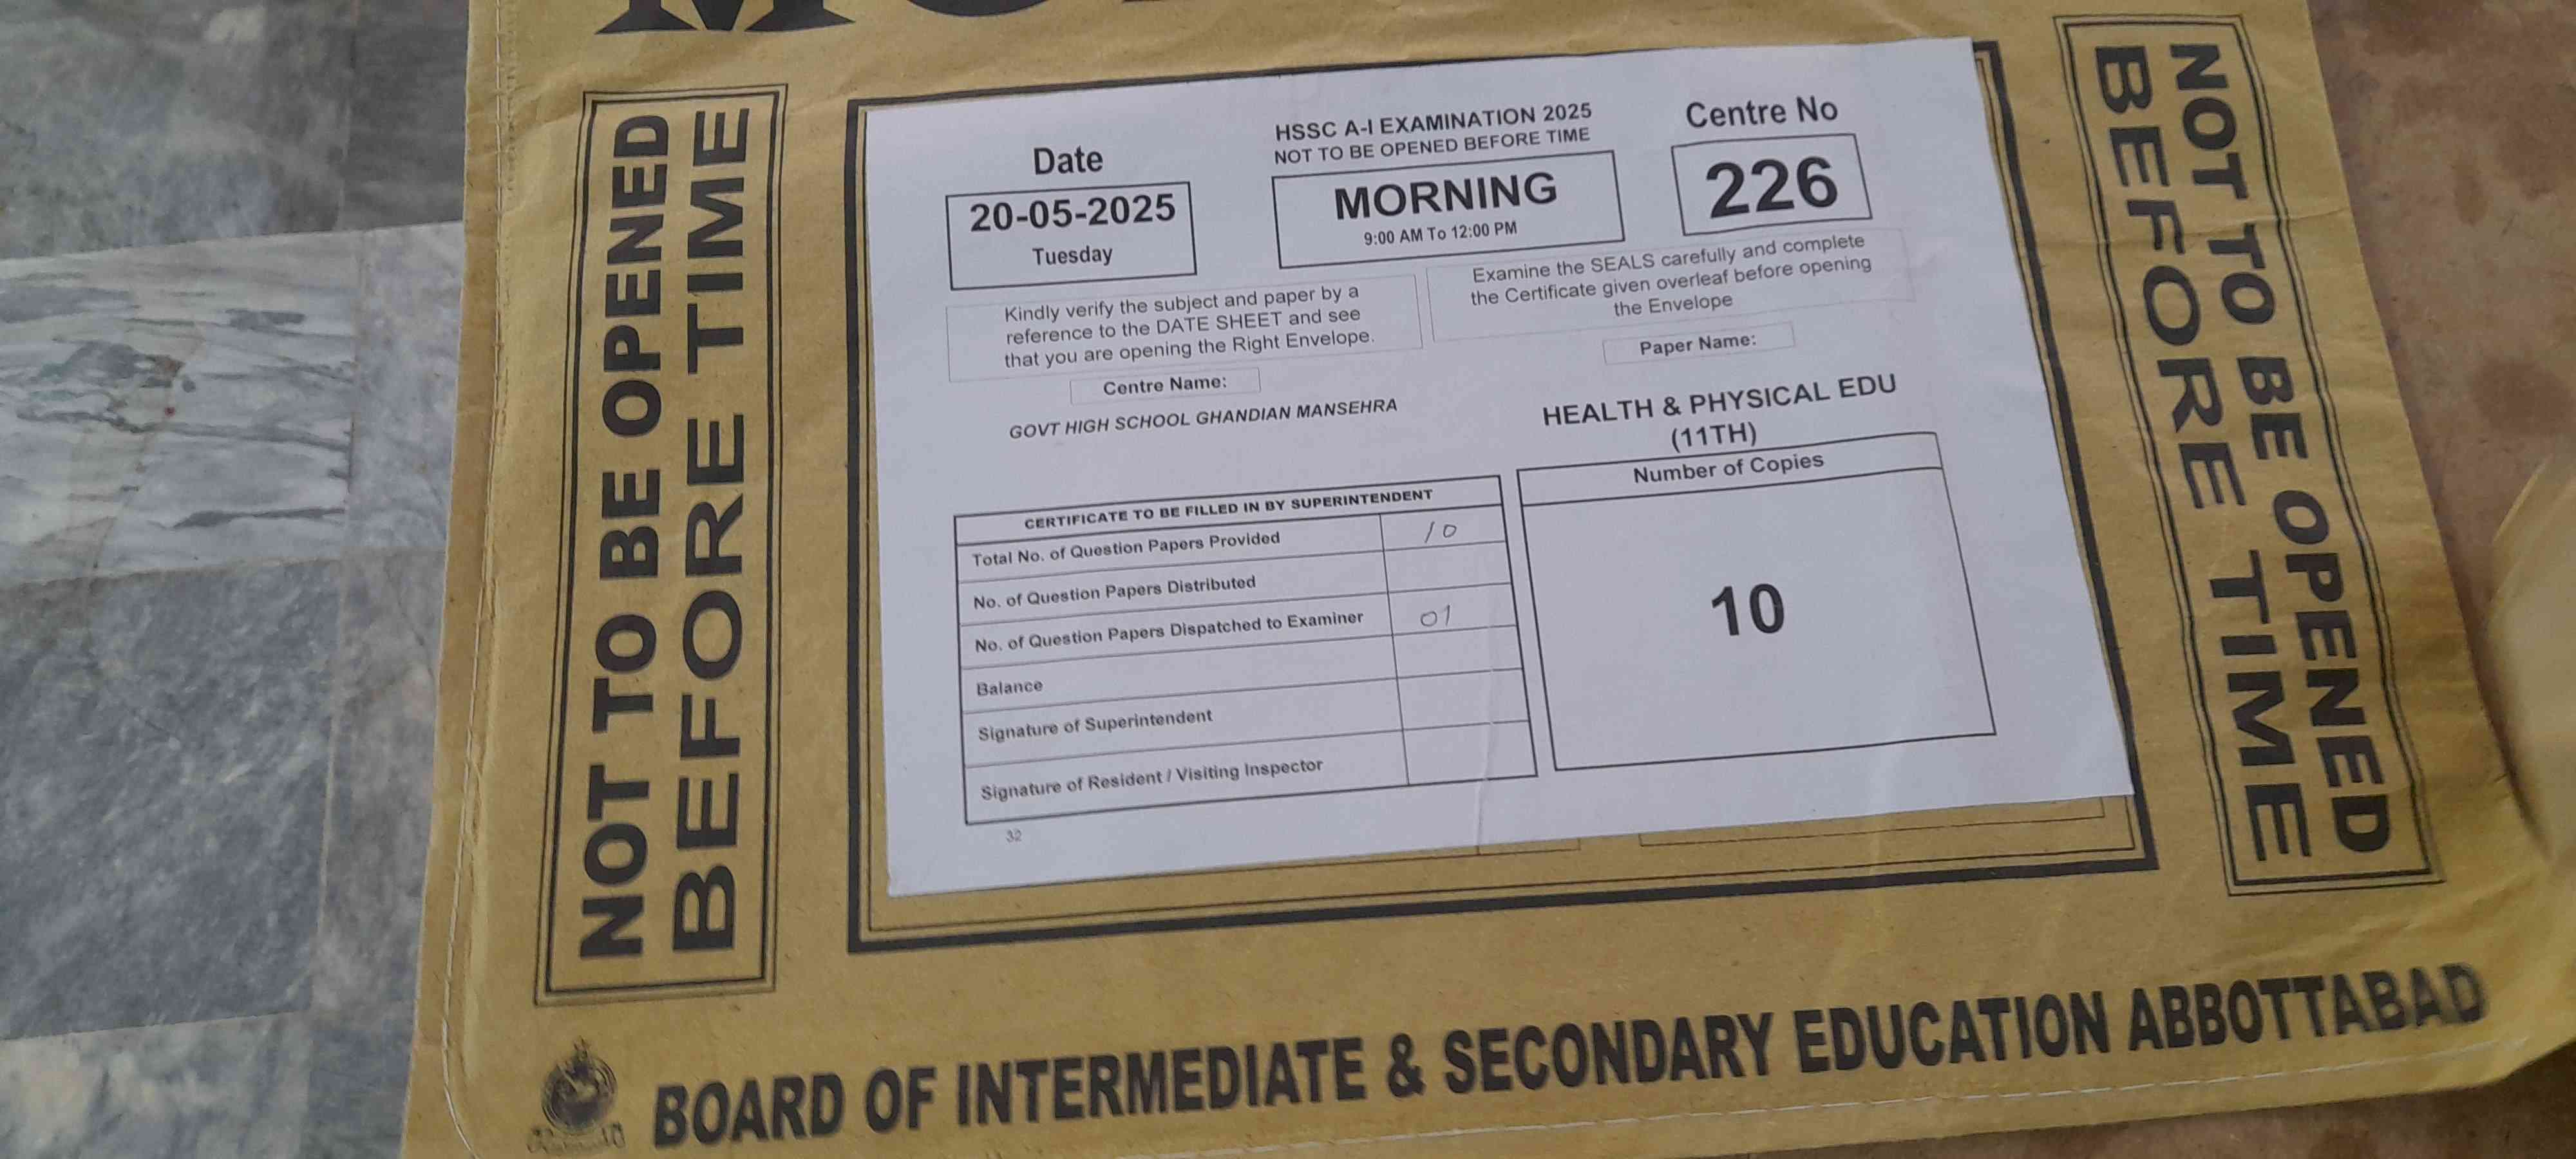 NOT TO BE OPENED
BEFORE TIME
HSSC A-I EXAMINATION 2025
NOT TO BE OPENED BEFORE TIME
Date
20-05-2025
Tuesday
MORNING
9:00 AM To 12:00 PM
Centre No
226
Kindly verify the subject and paper by a
reference to the DATE SHEET and see
that you are opening the Right Envelope.
Examine the SEALS carefully and complete
the Certificate given overleaf before opening
the Envelope
Centre Name:
GOVT HIGH SCHOOL GHANDIAN MANSEHRA
Paper Name:
HEALTH & PHYSICAL EDU
(11TH)
CERTIFICATE TO BE FILLED IN BY SUPERINTENDENT
Total No. of Question Papers Provided 10
No. of Question Papers Distributed
No. of Question Papers Dispatched to Examiner 01
Balance
Signature of Superintendent
Signature of Resident / Visiting Inspector
Number of Copies
10
32
NOT TO BE OPENED
BEFORE TIME
BOARD OF INTERMEDIATE & SECONDARY EDUCATION ABBOTTABAD